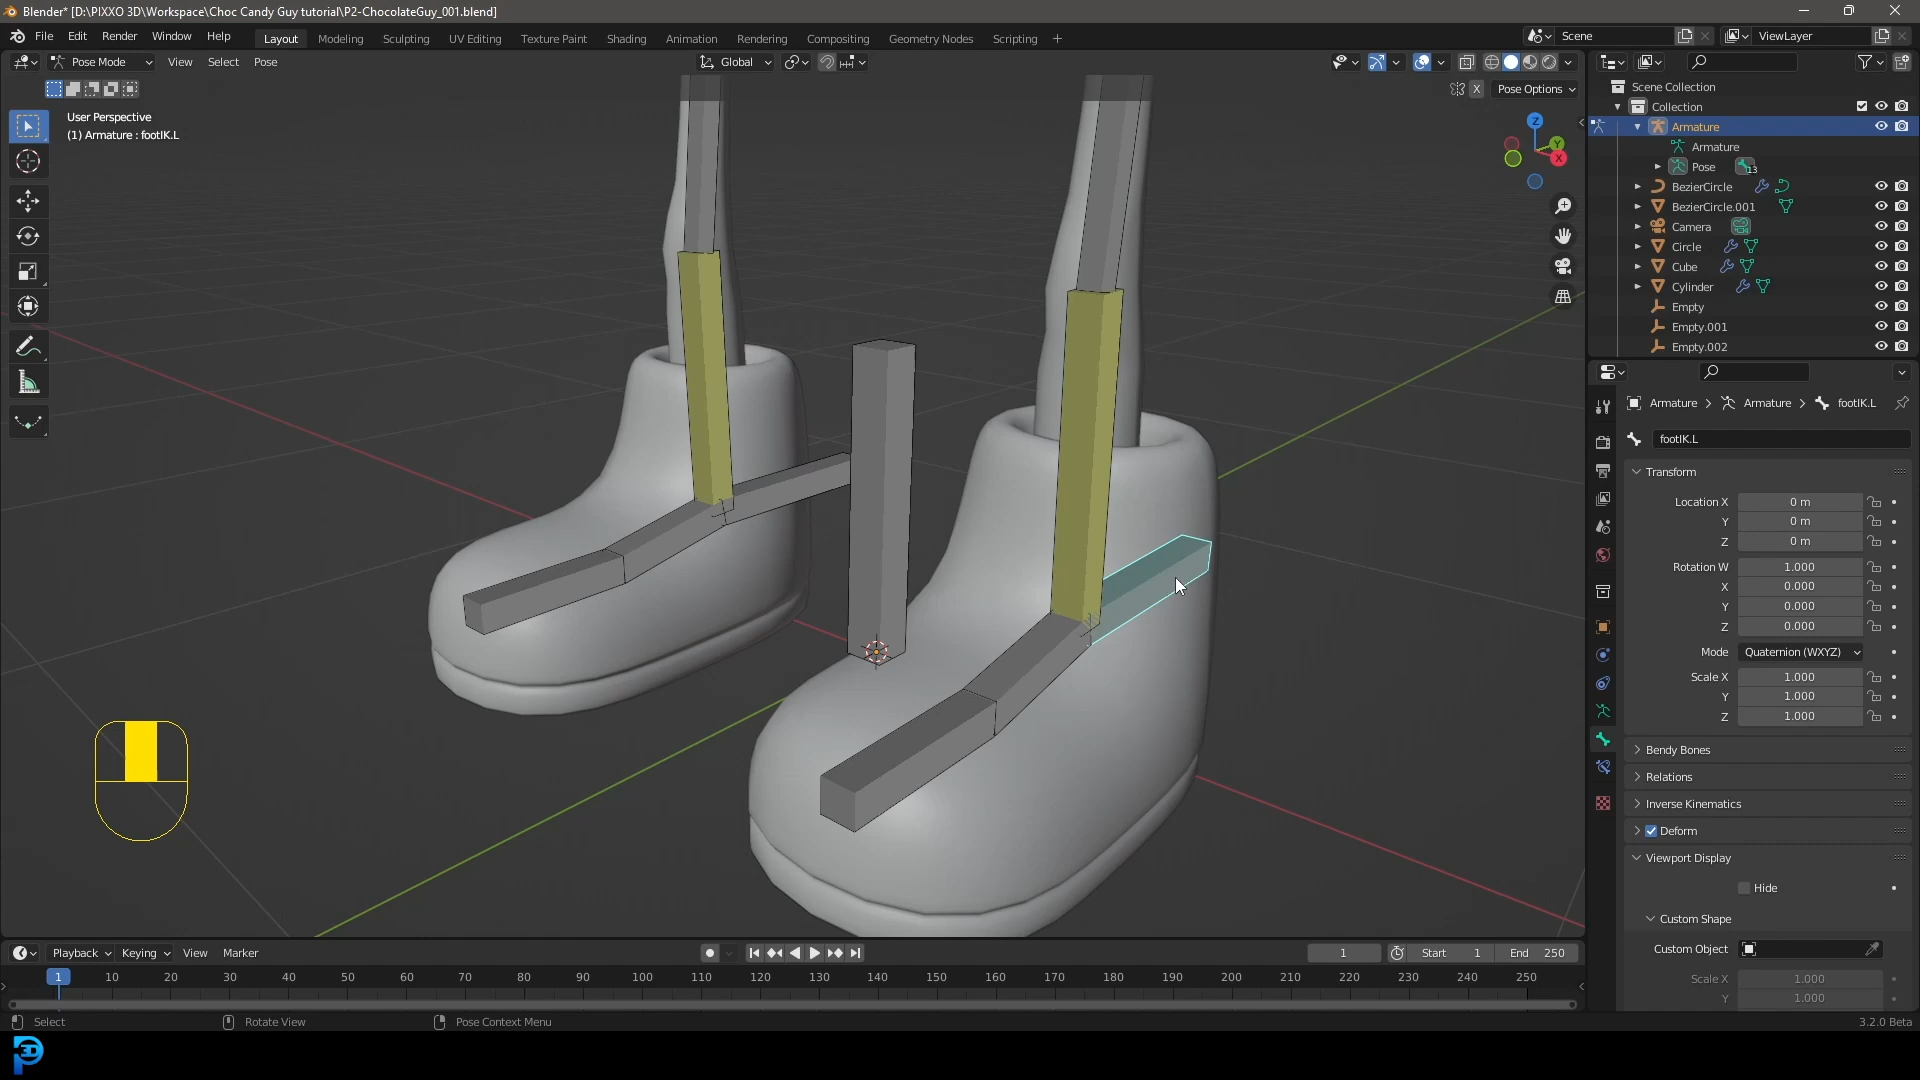 Blender* [D:\PIXXO 3D\Workspace\Choc Candy Guy tutorial\P2-ChocolateGuy_001.blend]
File Edit Render Window Help Layout Modeling Sculpting UV Editing Texture Paint Shading Animation Rendering Compositing Geometry Nodes Scripting + Scene ViewLayer
Pose Mode View Select Pose Global
X Pose Options
User Perspective
(1) Armature : footIK.L
Z
Y
X
Scene Collection
Collection
Armature
Armature
Pose 13
BezierCircle
BezierCircle.001
Camera
Circle
Cube
Cylinder
Empty
Empty.001
Empty.002
Armature > Armature > footIK.L
footIK.L
Transform
Location X 0 m
Y 0 m
Z 0 m
Rotation W 1.000
X 0.000
Y 0.000
Z 0.000
Mode Quaternion (WXYZ)
Scale X 1.000
Y 1.000
Z 1.000
Bendy Bones
Relations
Inverse Kinematics
Deform
Viewport Display
Hide
Custom Shape
Custom Object
Scale X 1.000
Y 1.000
Playback Keying View Marker 1 Start 1 End 250
1 10 20 30 40 50 60 70 80 90 100 110 120 130 140 150 160 170 180 190 200 210 220 230 240 250
Select Rotate View Pose Context Menu 3.2.0 Beta
3D